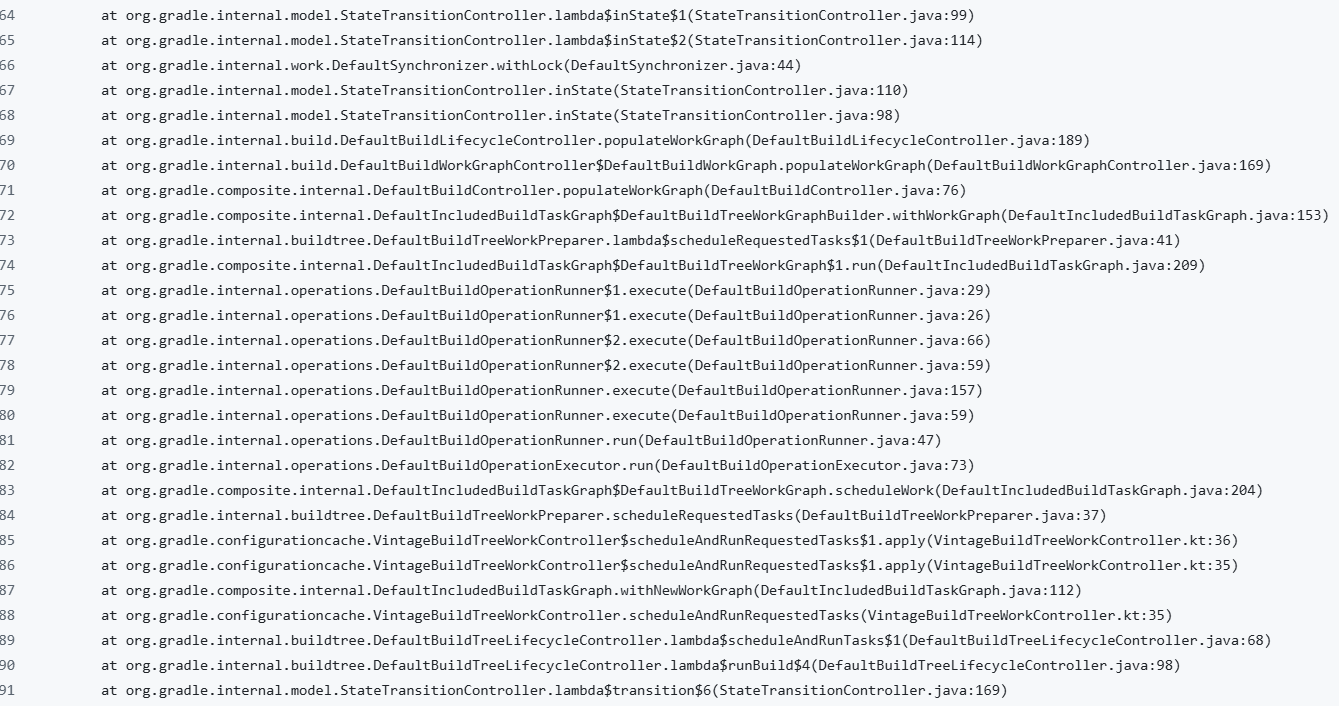 64 at org.gradle.internal.model.StateTransitionController.lambda$inState$1(StateTransitionController.java:99)
65 at org.gradle.internal.model.StateTransitionController.lambda$inState$2(StateTransitionController.java:114)
66 at org.gradle.internal.work.DefaultSynchronizer.withLock(DefaultSynchronizer.java:44)
67 at org.gradle.internal.model.StateTransitionController.inState(StateTransitionController.java:110)
68 at org.gradle.internal.model.StateTransitionController.inState(StateTransitionController.java:98)
69 at org.gradle.internal.build.DefaultBuildLifecycleController.populateWorkGraph(DefaultBuildLifecycleController.java:189)
70 at org.gradle.internal.build.DefaultBuildWorkGraphController$DefaultBuildWorkGraph.populateWorkGraph(DefaultBuildWorkGraphController.java:169)
71 at org.gradle.composite.internal.DefaultBuildController.populateWorkGraph(DefaultBuildController.java:76)
72 at org.gradle.composite.internal.DefaultIncludedBuildTaskGraph$DefaultBuildTreeWorkGraphBuilder.withWorkGraph(DefaultIncludedBuildTaskGraph.java:153)
73 at org.gradle.internal.buildtree.DefaultBuildTreeWorkPreparer.lambda$scheduleRequestedTasks$1(DefaultBuildTreeWorkPreparer.java:41)
74 at org.gradle.composite.internal.DefaultIncludedBuildTaskGraph$DefaultBuildTreeWorkGraph$1.run(DefaultIncludedBuildTaskGraph.java:209)
75 at org.gradle.internal.operations.DefaultBuildOperationRunner$1.execute(DefaultBuildOperationRunner.java:29)
76 at org.gradle.internal.operations.DefaultBuildOperationRunner$1.execute(DefaultBuildOperationRunner.java:26)
77 at org.gradle.internal.operations.DefaultBuildOperationRunner$2.execute(DefaultBuildOperationRunner.java:66)
78 at org.gradle.internal.operations.DefaultBuildOperationRunner$2.execute(DefaultBuildOperationRunner.java:59)
79 at org.gradle.internal.operations.DefaultBuildOperationRunner.execute(DefaultBuildOperationRunner.java:157)
80 at org.gradle.internal.operations.DefaultBuildOperationRunner.execute(DefaultBuildOperationRunner.java:59)
81 at org.gradle.internal.operations.DefaultBuildOperationRunner.run(DefaultBuildOperationRunner.java:47)
82 at org.gradle.internal.operations.DefaultBuildOperationExecutor.run(DefaultBuildOperationExecutor.java:73)
83 at org.gradle.composite.internal.DefaultIncludedBuildTaskGraph$DefaultBuildTreeWorkGraph.scheduleWork(DefaultIncludedBuildTaskGraph.java:204)
84 at org.gradle.internal.buildtree.DefaultBuildTreeWorkPreparer.scheduleRequestedTasks(DefaultBuildTreeWorkPreparer.java:37)
85 at org.gradle.configurationcache.VintageBuildTreeWorkController$scheduleAndRunRequestedTasks$1.apply(VintageBuildTreeWorkController.kt:36)
86 at org.gradle.configurationcache.VintageBuildTreeWorkController$scheduleAndRunRequestedTasks$1.apply(VintageBuildTreeWorkController.kt:35)
87 at org.gradle.composite.internal.DefaultIncludedBuildTaskGraph.withNewWorkGraph(DefaultIncludedBuildTaskGraph.java:112)
88 at org.gradle.configurationcache.VintageBuildTreeWorkController.scheduleAndRunRequestedTasks(VintageBuildTreeWorkController.kt:35)
89 at org.gradle.internal.buildtree.DefaultBuildTreeLifecycleController.lambda$scheduleAndRunTasks$1(DefaultBuildTreeLifecycleController.java:68)
90 at org.gradle.internal.buildtree.DefaultBuildTreeLifecycleController.lambda$runBuild$4(DefaultBuildTreeLifecycleController.java:98)
91 at org.gradle.internal.model.StateTransitionController.lambda$transition$6(StateTransitionController.java:169)